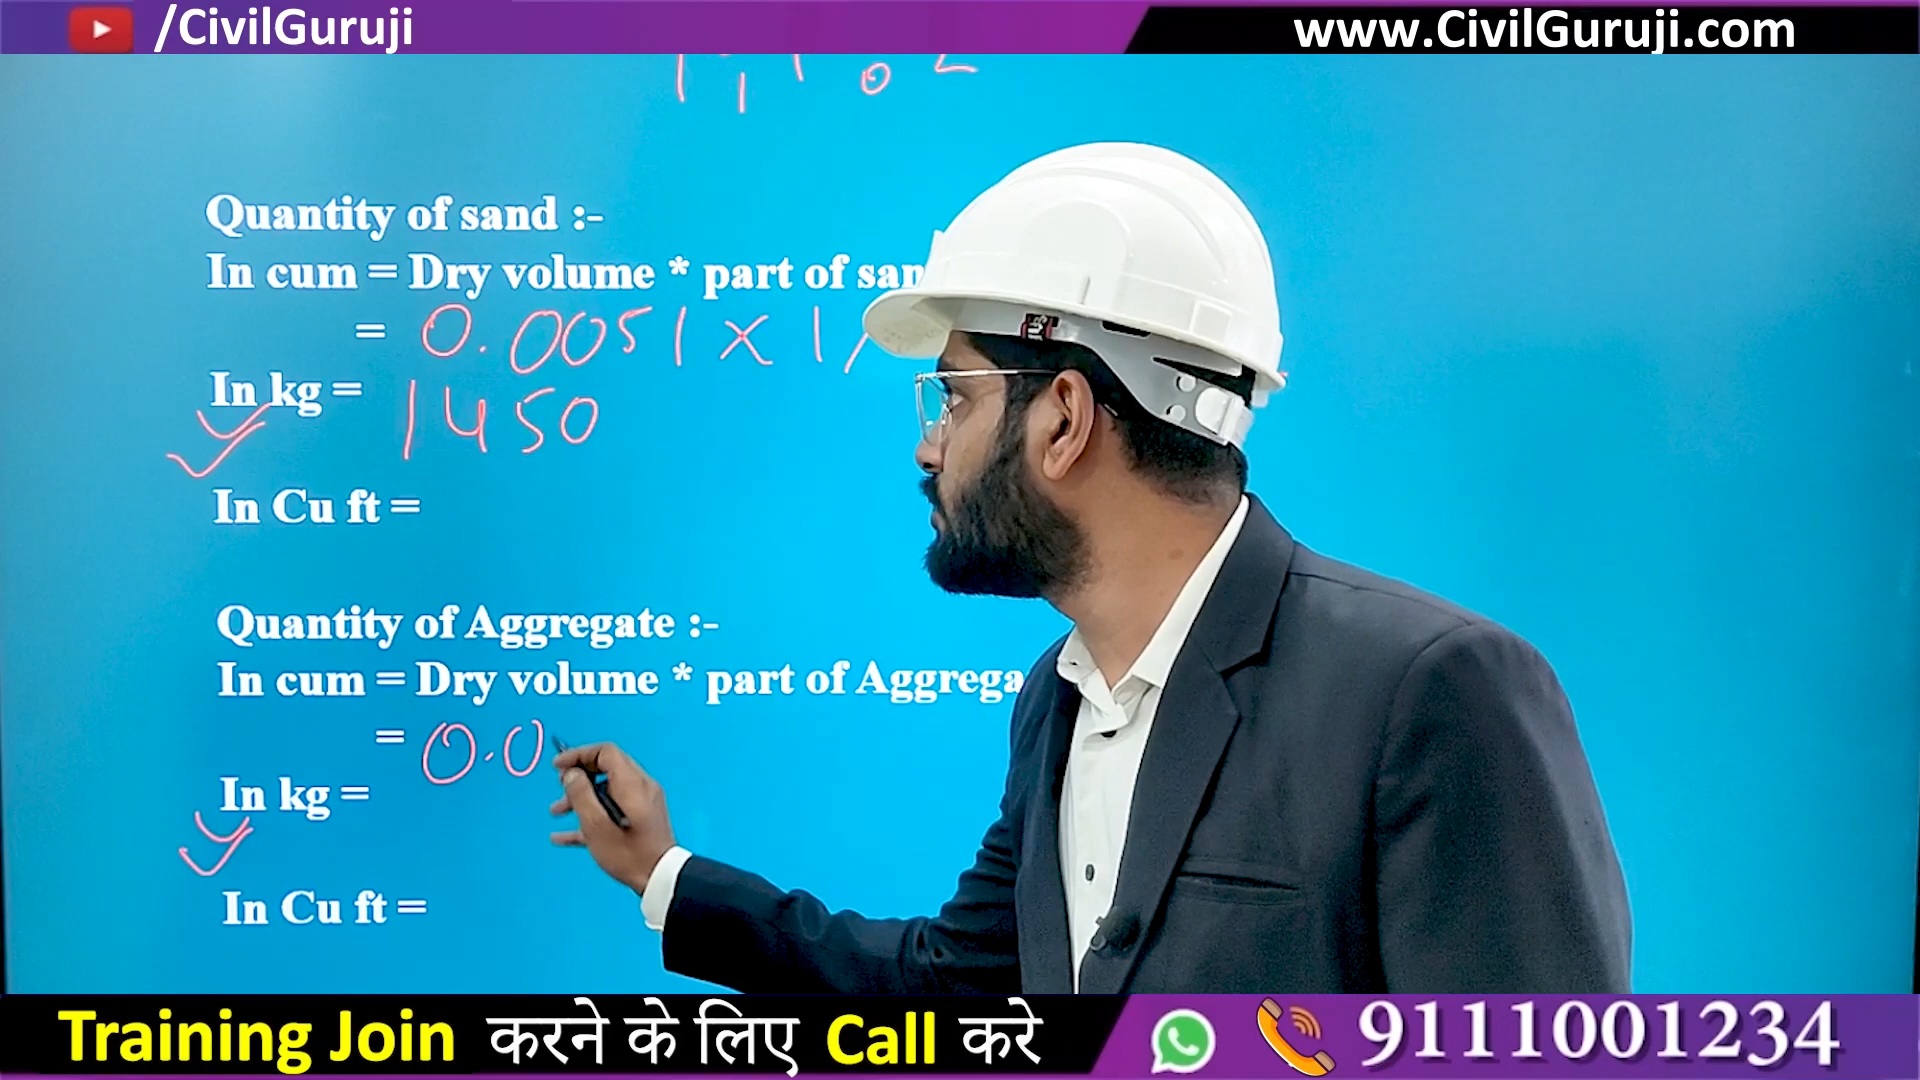 /CivilGuruji
www.CivilGuruji.com
Quantity of sand :-
In cum = Dry volume * part of san
= 0.0051 x 1 /
In kg = 1450
In Cu ft =
Quantity of Aggregate :-
In cum = Dry volume * part of Aggrega
= 0.0
In kg =
In Cu ft =
Training Join करने के लिए Call करे
9111001234